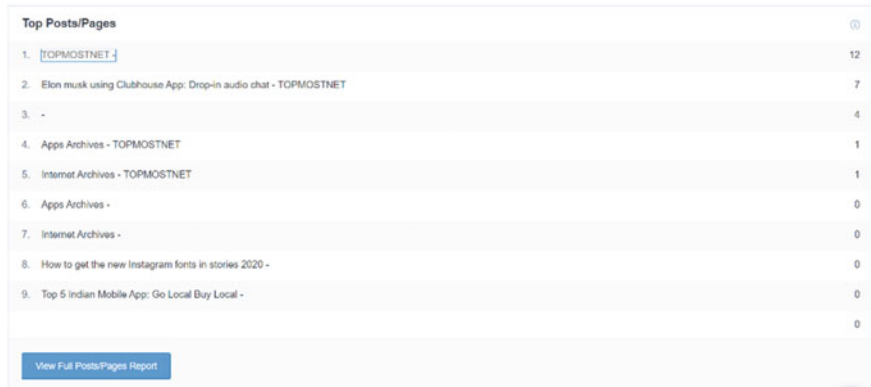 Top Posts/Pages
1. TOPMOSTNET - 12
2. Elon musk using Clubhouse App: Drop-in audio chat - TOPMOSTNET 7
3. - 4
4. Apps Archives - TOPMOSTNET 1
5. Internet Archives - TOPMOSTNET 1
6. Apps Archives - 0
7. Internet Archives - 0
8. How to get the new Instagram fonts in stories 2020 - 0
9. Top 5 Indian Mobile App: Go Local Buy Local - 0
0
View Full Posts/Pages Report